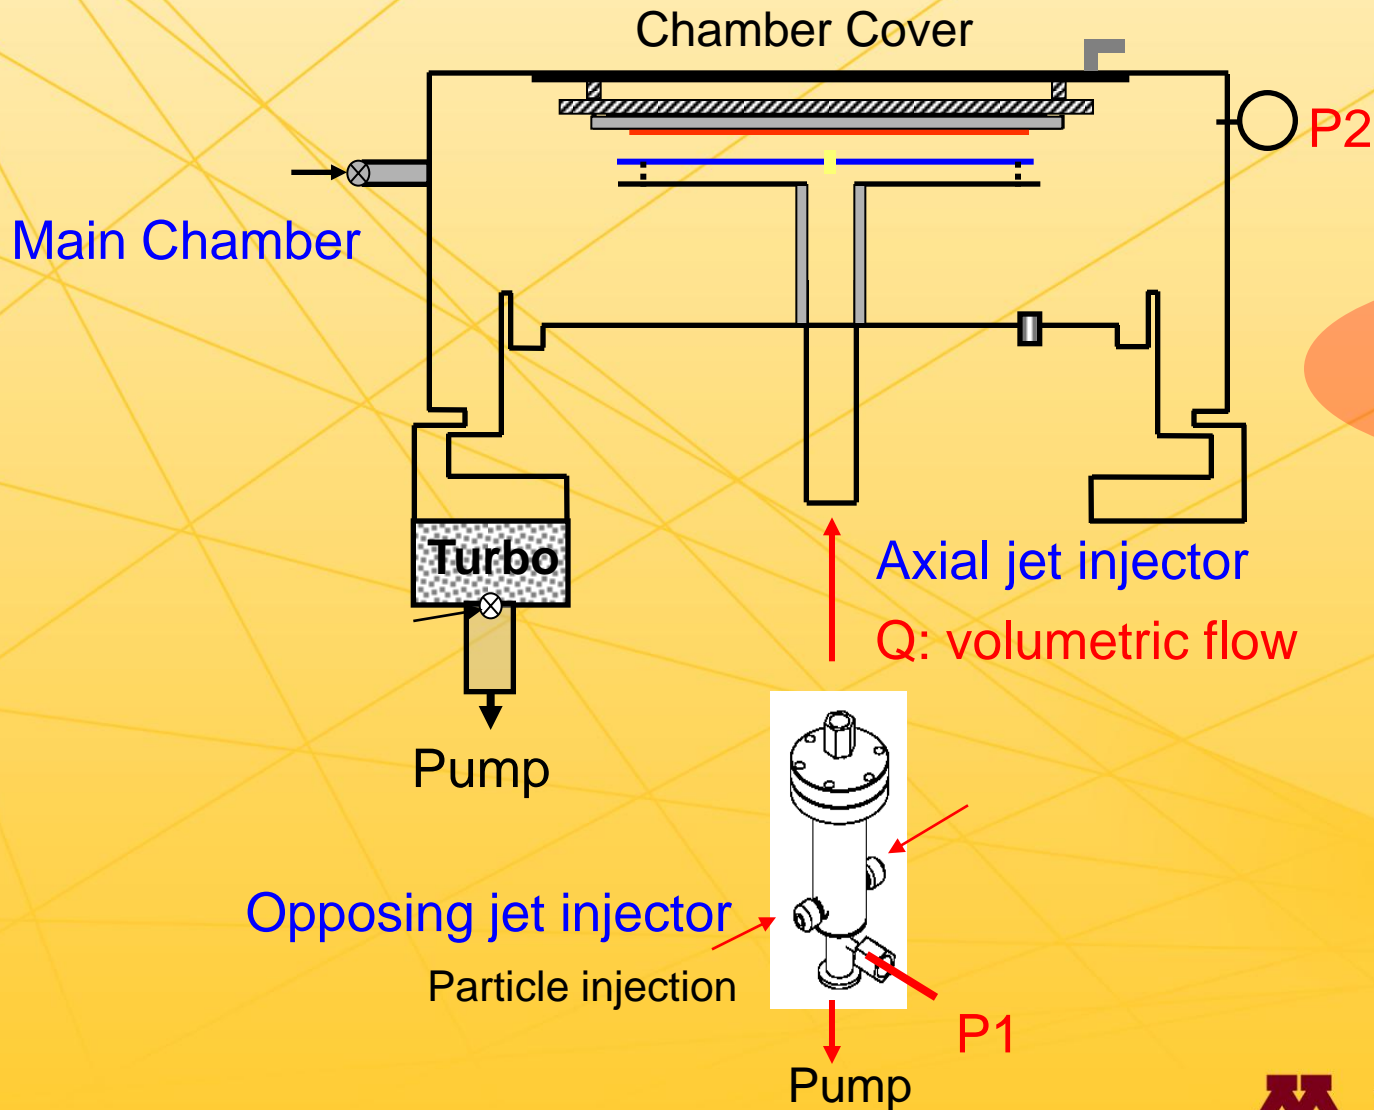 Chamber Cover
P2
Main Chamber
Turbo
Axial jet injector
Q: volumetric flow
Pump
Opposing jet injector
Particle injection
P1
Pump